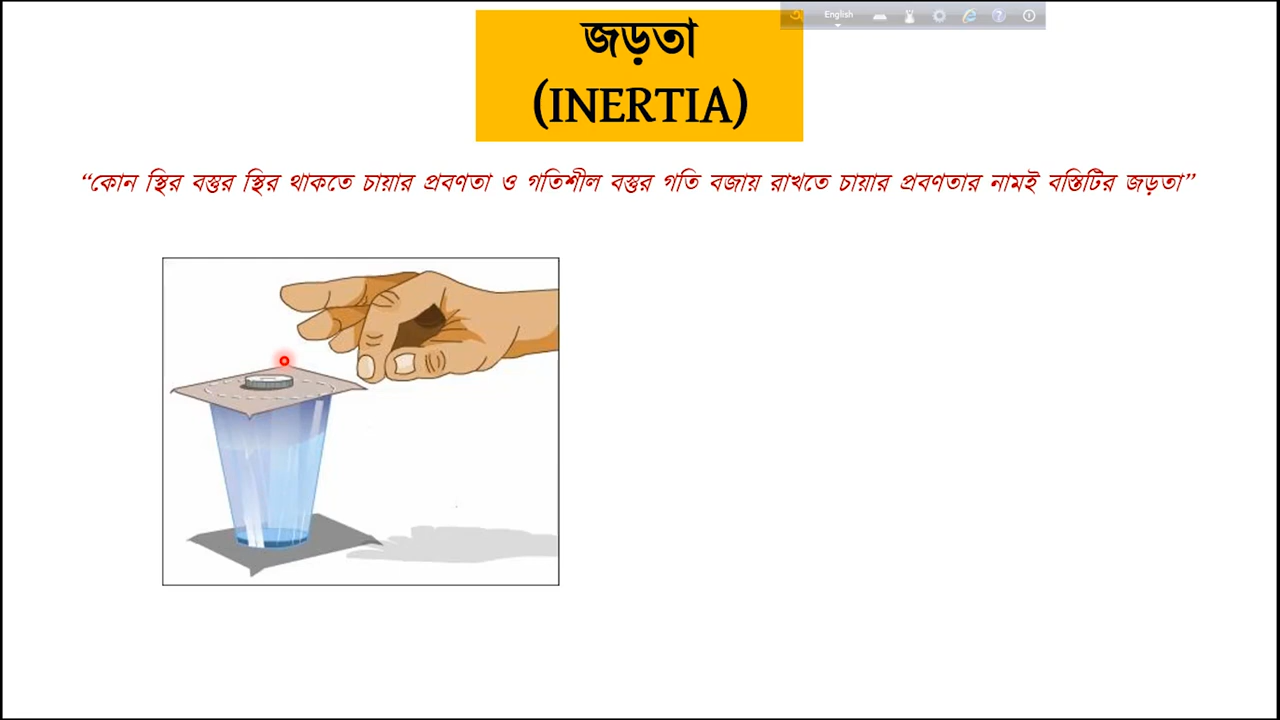 জড়তা
(INERTIA)
“কোন স্থির বস্তুর স্থির থাকতে চায়ার প্রবণতা ও গতিশীল বস্তুর গতি বজায় রাখতে চায়ার প্রবণতার নামই বস্তিটির জড়তা”
English